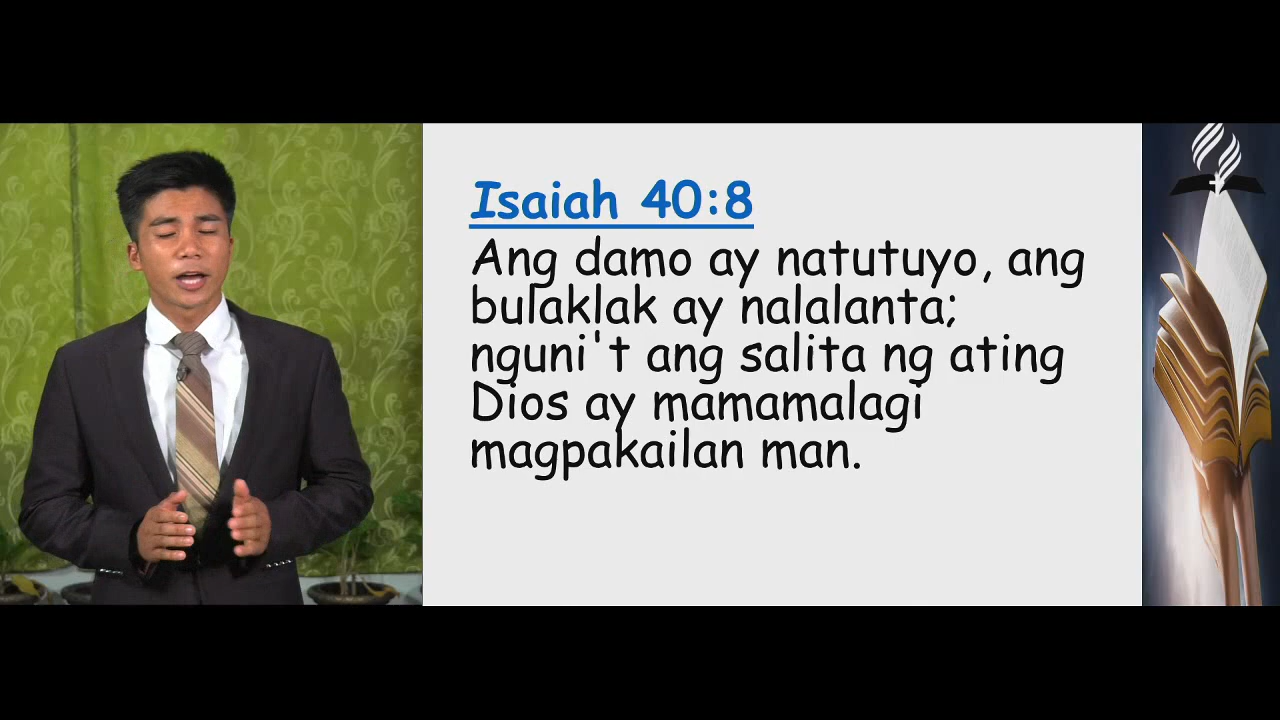 Isaiah 40:8
Ang damo ay natutuyo, ang
bulaklak ay nalalanta;
nguni't ang salita ng ating
Dios ay mamamalagi
magpakailan man.